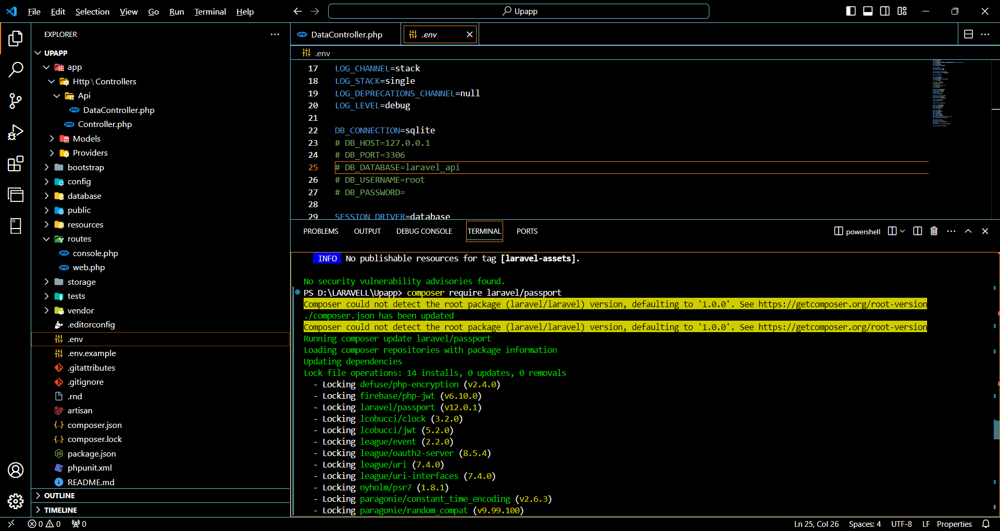 File Edit Selection View Go Run Terminal Help
Upapp
EXPLORER
UPAPP
app
Http\Controllers
Api
DataController.php
Controller.php
Models
Providers
bootstrap
config
database
public
resources
routes
console.php
web.php
storage
tests
vendor
.editorconfig
.env
.env.example
.gitattributes
.gitignore
.rnd
artisan
composer.json
composer.lock
package.json
phpunit.xml
README.md
OUTLINE
TIMELINE
DataController.php
.env
.env
17 LOG_CHANNEL=stack
18 LOG_STACK=single
19 LOG_DEPRECATIONS_CHANNEL=null
20 LOG_LEVEL=debug
21
22 DB_CONNECTION=sqlite
23 # DB_HOST=127.0.0.1
24 # DB_PORT=3306
25 # DB_DATABASE=laravel_api
26 # DB_USERNAME=root
27 # DB_PASSWORD=
28
29 SESSION_DRIVER=database
PROBLEMS OUTPUT DEBUG CONSOLE TERMINAL PORTS
powershell
INFO No publishable resources for tag [laravel-assets].
No security vulnerability advisories found.
PS D:\LARAVELL\Upapp> composer require laravel/passport
Composer could not detect the root package (laravel/laravel) version, defaulting to '1.0.0'. See https://getcomposer.org/root-version
./composer.json has been updated
Composer could not detect the root package (laravel/laravel) version, defaulting to '1.0.0'. See https://getcomposer.org/root-version
Running composer update laravel/passport
Loading composer repositories with package information
Updating dependencies
Lock file operations: 14 installs, 0 updates, 0 removals
- Locking defuse/php-encryption (v2.4.0)
- Locking firebase/php-jwt (v6.10.0)
- Locking laravel/passport (v12.0.1)
- Locking lcobucci/clock (3.2.0)
- Locking lcobucci/jwt (5.2.0)
- Locking league/event (2.2.0)
- Locking league/oauth2-server (8.5.4)
- Locking league/uri (7.4.0)
- Locking league/uri-interfaces (7.4.0)
- Locking nyholm/psr7 (1.8.1)
- Locking paragonie/constant_time_encoding (v2.6.3)
- Locking paragonie/random_compat (v9.99.100)
0 0 0
Ln 25, Col 26 Spaces: 4 UTF-8 LF Properties